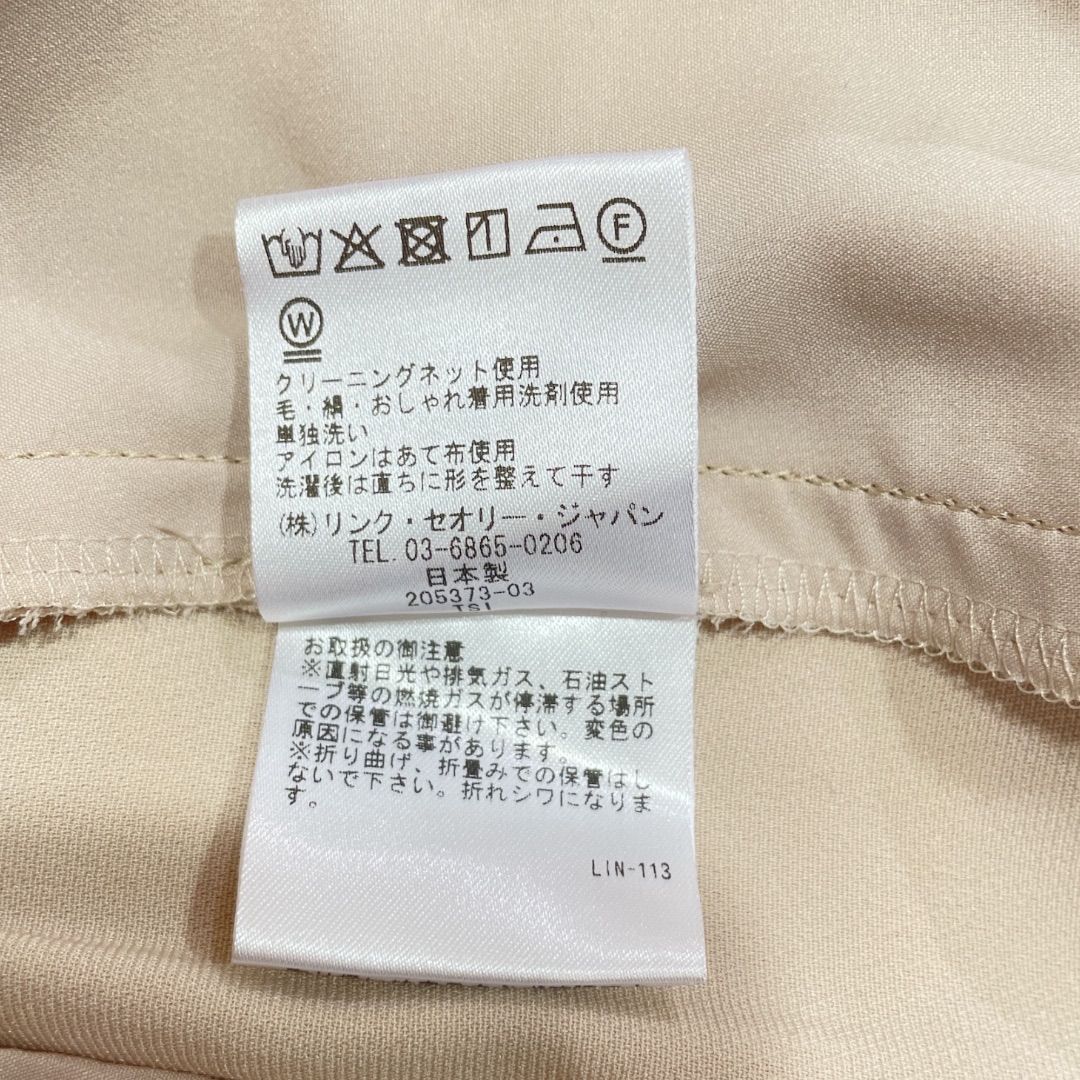 F
W
クリーニングネット使用
毛・絹・おしゃれ着用洗剤使用
単独洗い
アイロンはあて布使用
洗濯後は直ちに形を整えて干す
(株)リンク・セオリー・ジャパン
TEL. 03-6865-0206
日本製
205373-03
TSI
お取扱の御注意
※直射日光や排気ガス、石油スト
ーブ等の燃焼ガスが停滞する場所
での保管は御避け下さい。変色の
原因になる事があります。
※折り曲げ、折畳みでの保管はし
ないで下さい。折れシワになりま
す。
LIN-113